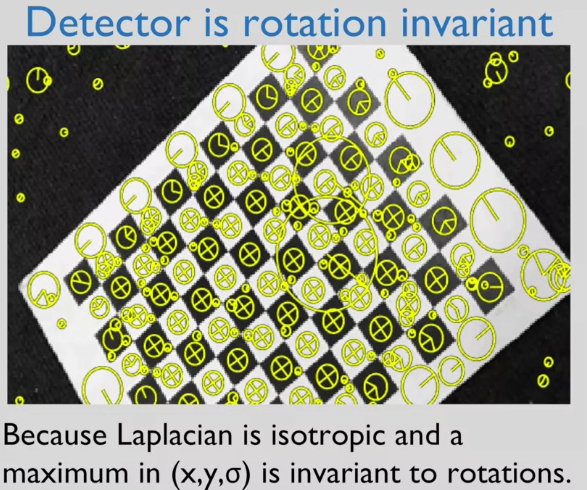 Detector is rotation invariant
Because Laplacian is isotropic and a
maximum in (x,y,σ) is invariant to rotations.